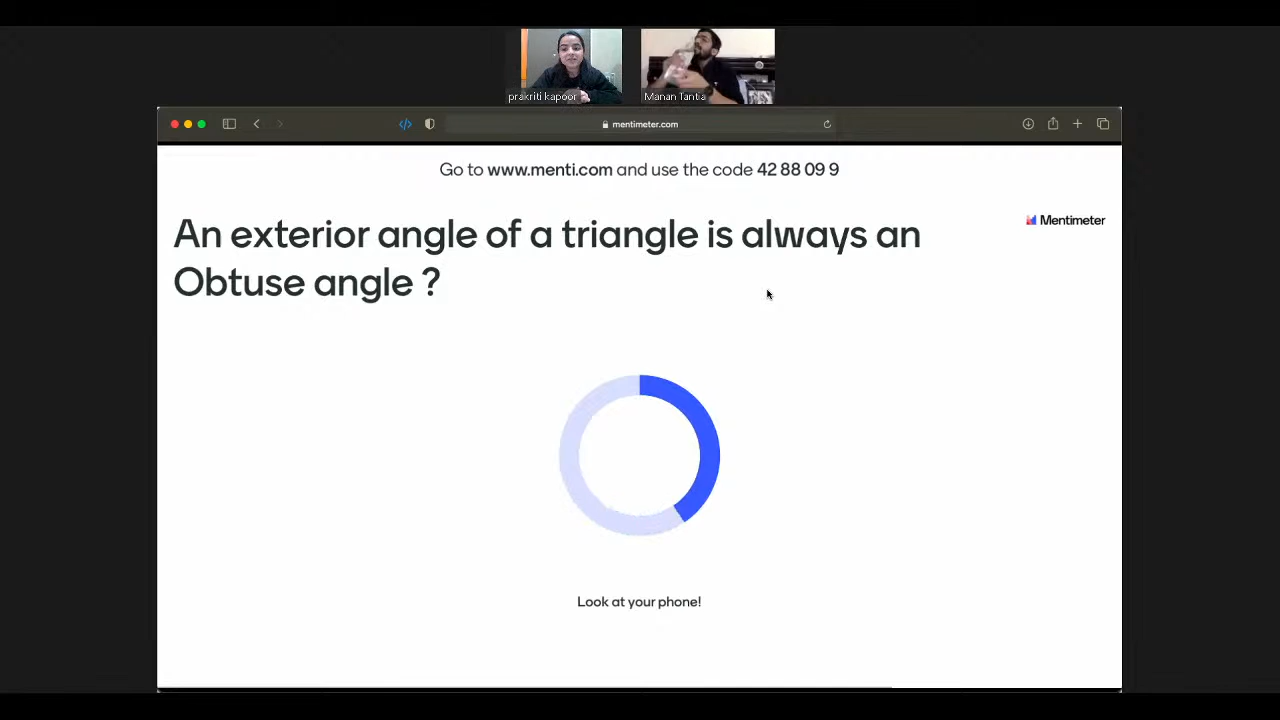 prakriti kapoor
Manan Tantia
mentimeter.com
Go to www.menti.com and use the code 42 88 09 9
An exterior angle of a triangle is always an
Obtuse angle ?
Mentimeter
Look at your phone!